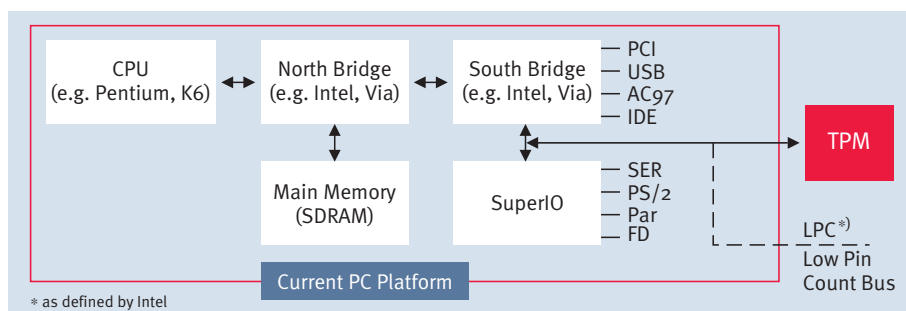 CPU
(e.g. Pentium, K6)
North Bridge
(e.g. Intel, Via)
South Bridge
(e.g. Intel, Via)
PCI
USB
AC97
IDE
TPM
Main Memory
(SDRAM)
SuperIO
SER
PS/2
Par
FD
LPC *)
Low Pin
Count Bus
Current PC Platform
* as defined by Intel